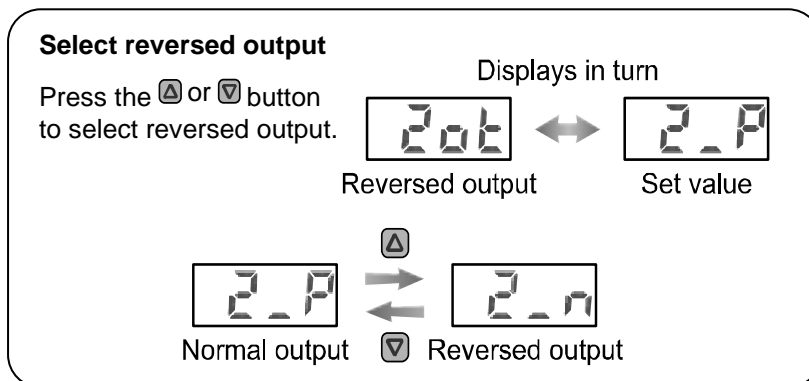 Select reversed output
Press the △ or ▽ button
to select reversed output.
Displays in turn
2ot 2_P
Reversed output Set value
△
2_P 2_n
▽
Normal output Reversed output